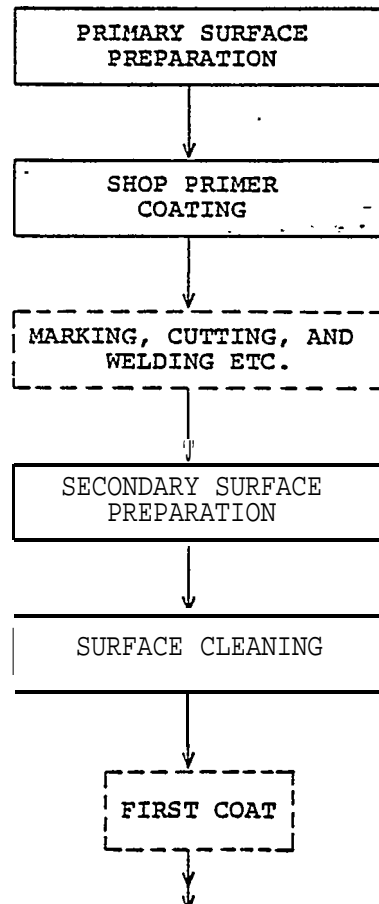 PRIMARY SURFACE
PREPARATION
SHOP PRIMER
COATING
MARKING, CUTTING, AND
WELDING ETC.
SECONDARY SURFACE
PREPARATION
SURFACE CLEANING
FIRST COAT